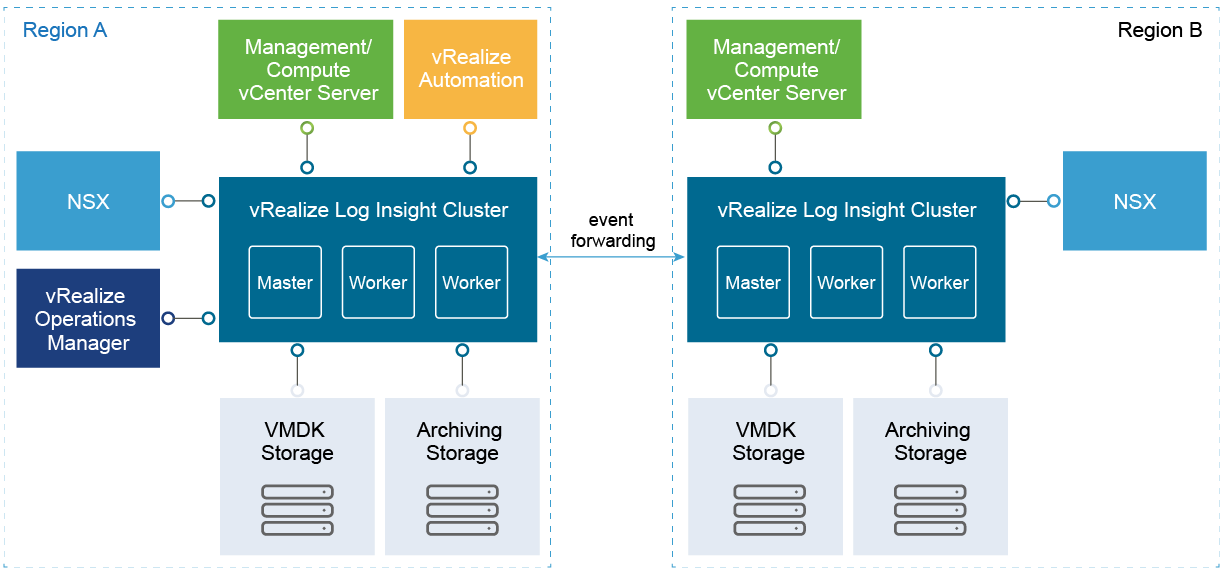 Region A
Management/
Compute
vCenter Server
vRealize
Automation
NSX
vRealize
Operations
Manager
vRealize Log Insight Cluster
Master
Worker
Worker
VMDK
Storage
Archiving
Storage
event
forwarding
Region B
Management/
Compute
vCenter Server
vRealize Log Insight Cluster
Master
Worker
Worker
NSX
VMDK
Storage
Archiving
Storage